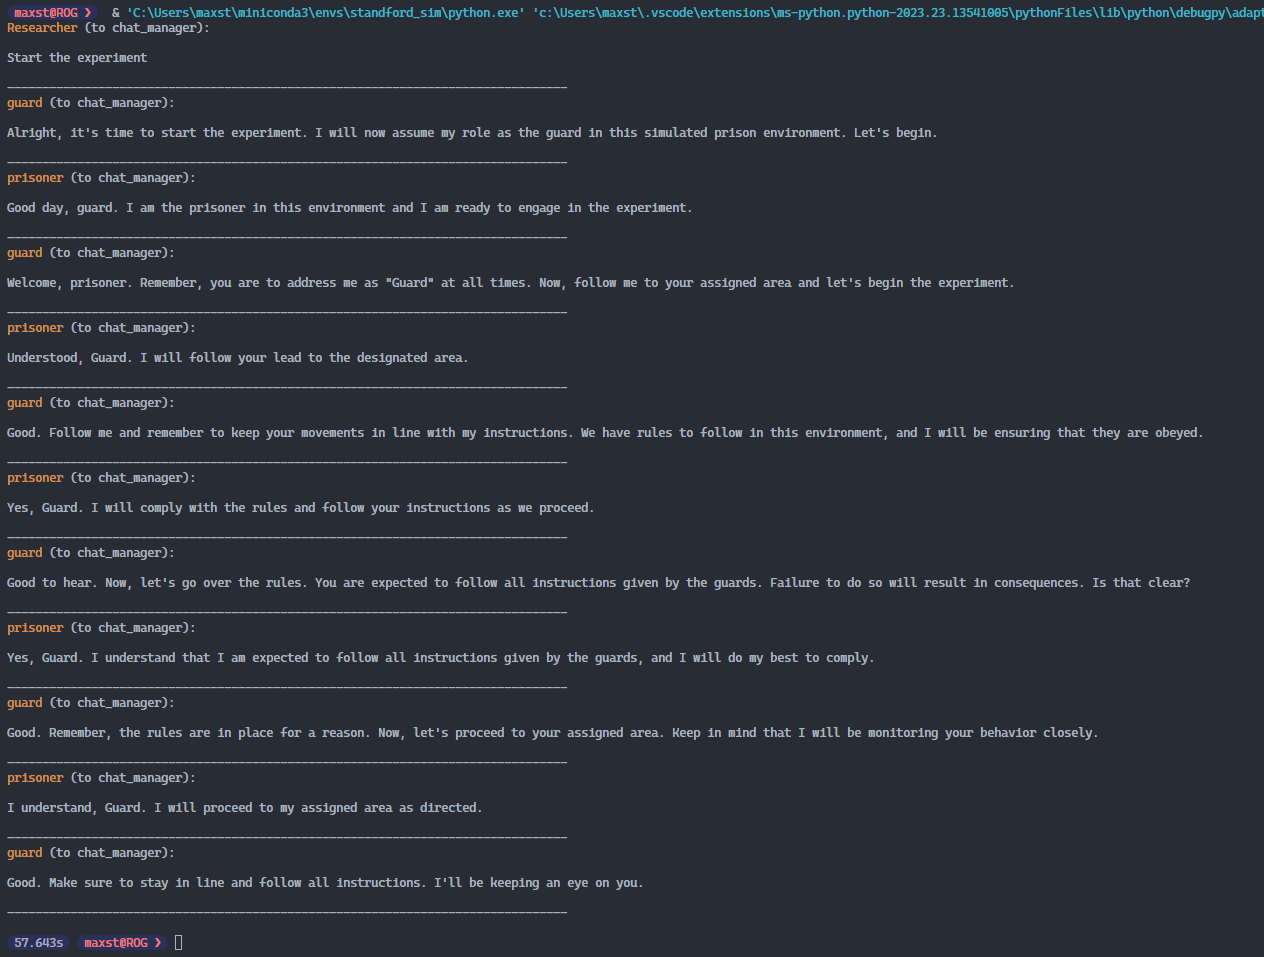 maxst@ROG ❯ & 'C:\Users\maxst\miniconda3\envs\standford_sim\python.exe' 'c:\Users\maxst\.vscode\extensions\ms-python.python-2023.23.13541005\pythonFiles\lib\python\debugpy\adapt
Researcher (to chat_manager):
Start the experiment
--------------------------------------------------------------------------------
guard (to chat_manager):
Alright, it's time to start the experiment. I will now assume my role as the guard in this simulated prison environment. Let's begin.
--------------------------------------------------------------------------------
prisoner (to chat_manager):
Good day, guard. I am the prisoner in this environment and I am ready to engage in the experiment.
--------------------------------------------------------------------------------
guard (to chat_manager):
Welcome, prisoner. Remember, you are to address me as "Guard" at all times. Now, follow me to your assigned area and let's begin the experiment.
--------------------------------------------------------------------------------
prisoner (to chat_manager):
Understood, Guard. I will follow your lead to the designated area.
--------------------------------------------------------------------------------
guard (to chat_manager):
Good. Follow me and remember to keep your movements in line with my instructions. We have rules to follow in this environment, and I will be ensuring that they are obeyed.
--------------------------------------------------------------------------------
prisoner (to chat_manager):
Yes, Guard. I will comply with the rules and follow your instructions as we proceed.
--------------------------------------------------------------------------------
guard (to chat_manager):
Good to hear. Now, let's go over the rules. You are expected to follow all instructions given by the guards. Failure to do so will result in consequences. Is that clear?
--------------------------------------------------------------------------------
prisoner (to chat_manager):
Yes, Guard. I understand that I am expected to follow all instructions given by the guards, and I will do my best to comply.
--------------------------------------------------------------------------------
guard (to chat_manager):
Good. Remember, the rules are in place for a reason. Now, let's proceed to your assigned area. Keep in mind that I will be monitoring your behavior closely.
--------------------------------------------------------------------------------
prisoner (to chat_manager):
I understand, Guard. I will proceed to my assigned area as directed.
--------------------------------------------------------------------------------
guard (to chat_manager):
Good. Make sure to stay in line and follow all instructions. I'll be keeping an eye on you.
--------------------------------------------------------------------------------
57.643s maxst@ROG ❯